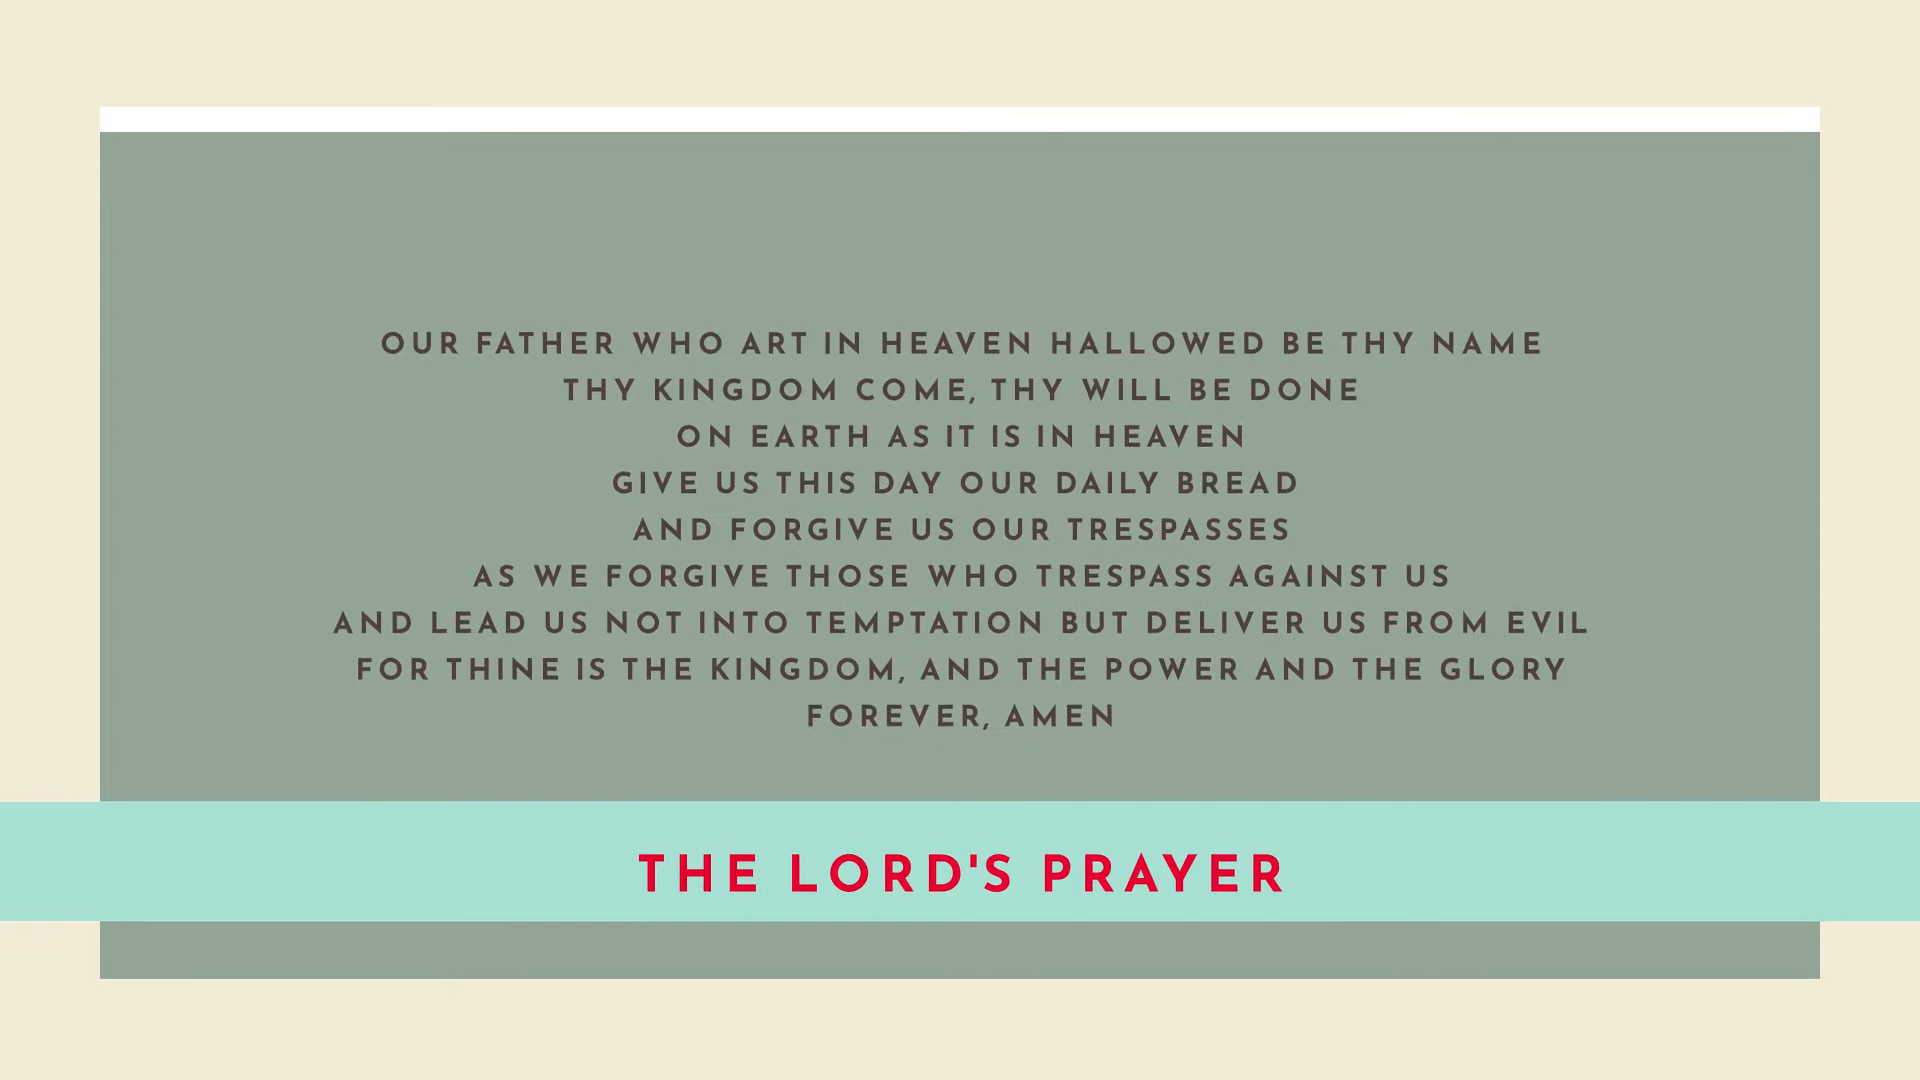 OUR FATHER WHO ART IN HEAVEN HALLOWED BE THY NAME
THY KINGDOM COME, THY WILL BE DONE
ON EARTH AS IT IS IN HEAVEN
GIVE US THIS DAY OUR DAILY BREAD
AND FORGIVE US OUR TRESPASSES
AS WE FORGIVE THOSE WHO TRESPASS AGAINST US
AND LEAD US NOT INTO TEMPTATION BUT DELIVER US FROM EVIL
FOR THINE IS THE KINGDOM, AND THE POWER AND THE GLORY
FOREVER, AMEN
THE LORD'S PRAYER